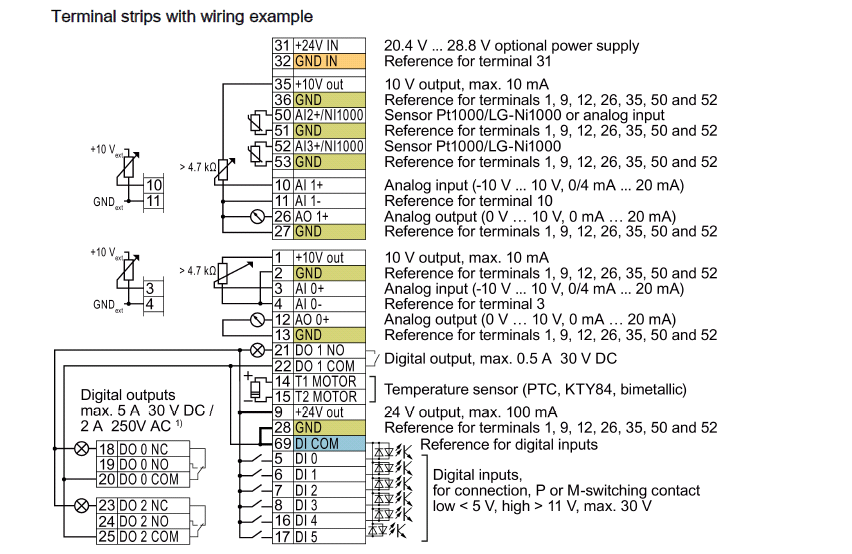 Terminal strips with wiring example
31 +24V IN 20.4 V ... 28.8 V optional power supply
32 GND IN Reference for terminal 31
35 +10V out 10 V output, max. 10 mA
36 GND Reference for terminals 1, 9, 12, 26, 35, 50 and 52
50 AI2+/NI1000 Sensor Pt1000/LG-Ni1000 or analog input
51 GND Reference for terminals 1, 9, 12, 26, 35, 50 and 52
52 AI3+/NI1000 Sensor Pt1000/LG-Ni1000
53 GND Reference for terminals 1, 9, 12, 26, 35, 50 and 52
+10 V ext
> 4.7 kΩ
10 10 AI 1+ Analog input (-10 V ... 10 V, 0/4 mA ... 20 mA)
GND ext 11 11 AI 1- Reference for terminal 10
26 AO 1+ Analog output (0 V … 10 V, 0 mA … 20 mA)
27 GND Reference for terminals 1, 9, 12, 26, 35, 50 and 52
+10 V ext
1 +10V out 10 V output, max. 10 mA
> 4.7 kΩ 2 GND Reference for terminals 1, 9, 12, 26, 35, 50 and 52
3 3 AI 0+ Analog input (-10 V ... 10 V, 0/4 mA ... 20 mA)
GND ext 4 4 AI 0- Reference for terminal 3
12 AO 0+ Analog output (0 V … 10 V, 0 mA … 20 mA)
13 GND Reference for terminals 1, 9, 12, 26, 35, 50 and 52
21 DO 1 NO
22 DO 1 COM
Digital output, max. 0.5 A 30 V DC
+
−
14 T1 MOTOR
15 T2 MOTOR
Temperature sensor (PTC, KTY84, bimetallic)
9 +24V out 24 V output, max. 100 mA
28 GND Reference for terminals 1, 9, 12, 26, 35, 50 and 52
69 DI COM Reference for digital inputs
5 DI 0
6 DI 1
7 DI 2
8 DI 3
16 DI 4
17 DI 5
Digital inputs,
for connection, P or M-switching contact
low < 5 V, high > 11 V, max. 30 V
Digital outputs
max. 5 A 30 V DC /
2 A 250V AC 1)
18 DO 0 NC
19 DO 0 NO
20 DO 0 COM
23 DO 2 NC
24 DO 2 NO
25 DO 2 COM